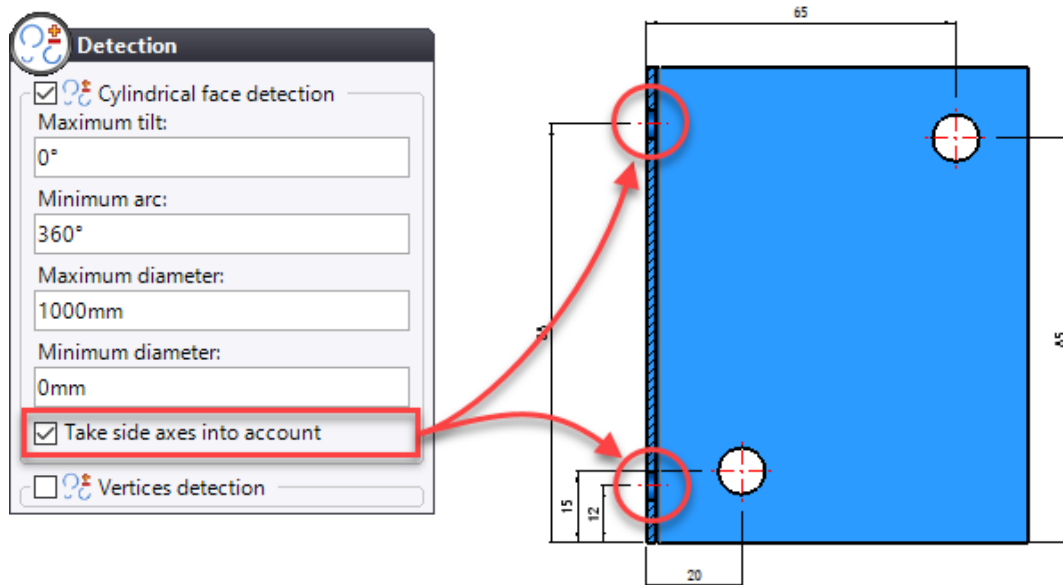 Detection
Cylindrical face detection
Maximum tilt:
0°
Minimum arc:
360°
Maximum diameter:
1000mm
Minimum diameter:
0mm
Take side axes into account
Vertices detection
65
85
15
12
20